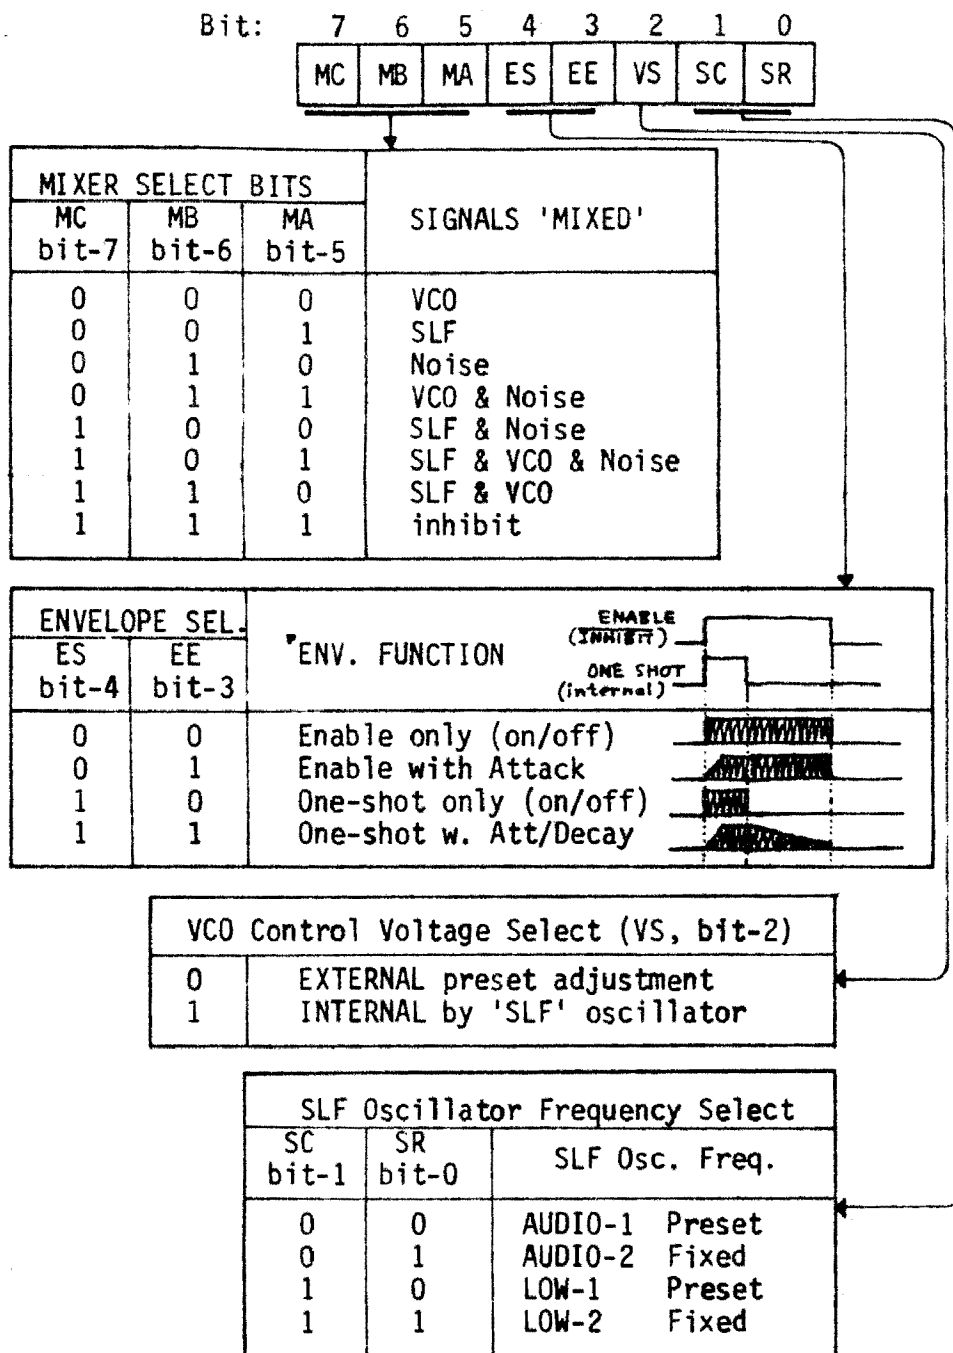 Bit: 7 6 5 4 3 2 1 0
MC MB MA ES EE VS SC SR
MIXER SELECT BITS
MC MB MA SIGNALS 'MIXED'
bit-7 bit-6 bit-5
0 0 0 VCO
0 0 1 SLF
0 1 0 Noise
0 1 1 VCO & Noise
1 0 0 SLF & Noise
1 0 1 SLF & VCO & Noise
1 1 0 SLF & VCO
1 1 1 inhibit
ENVELOPE SEL.
ES EE ENV. FUNCTION
bit-4 bit-3
ENABLE
(INHIBIT)
ONE SHOT
(internal)
0 0 Enable only (on/off)
0 1 Enable with Attack
1 0 One-shot only (on/off)
1 1 One-shot w. Att/Decay
VCO Control Voltage Select (VS, bit-2)
0 EXTERNAL preset adjustment
1 INTERNAL by 'SLF' oscillator
SLF Oscillator Frequency Select
SC SR SLF Osc. Freq.
bit-1 bit-0
0 0 AUDIO-1 Preset
0 1 AUDIO-2 Fixed
1 0 LOW-1 Preset
1 1 LOW-2 Fixed